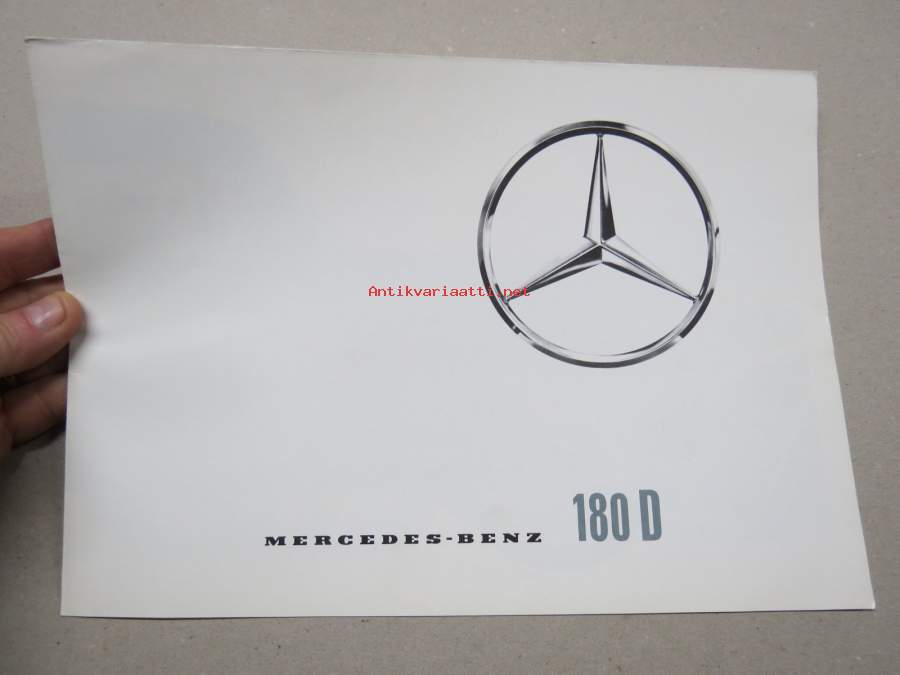 Antikvariaatti.net
MERCEDES-BENZ 180 D